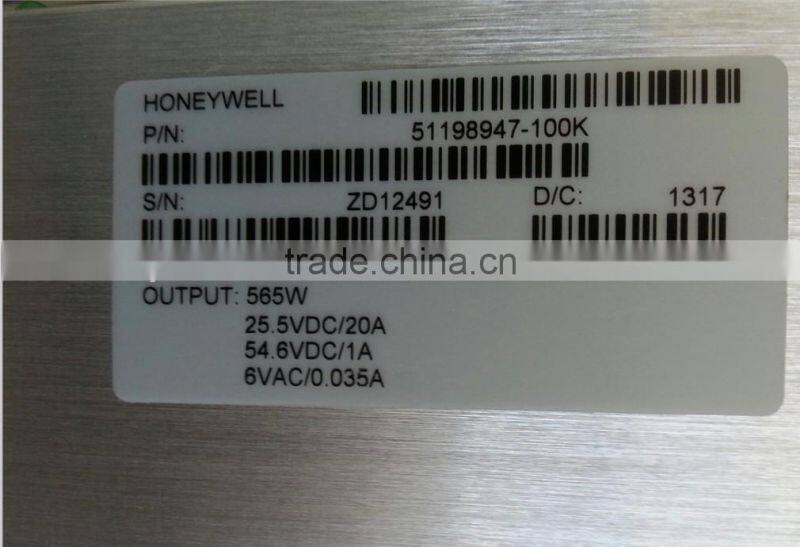 HONEYWELL
P/N: 51198947-100K
S/N: ZD12491 D/C: 1317
trade.china.cn
OUTPUT: 565W
25.5VDC/20A
54.6VDC/1A
6VAC/0.035A